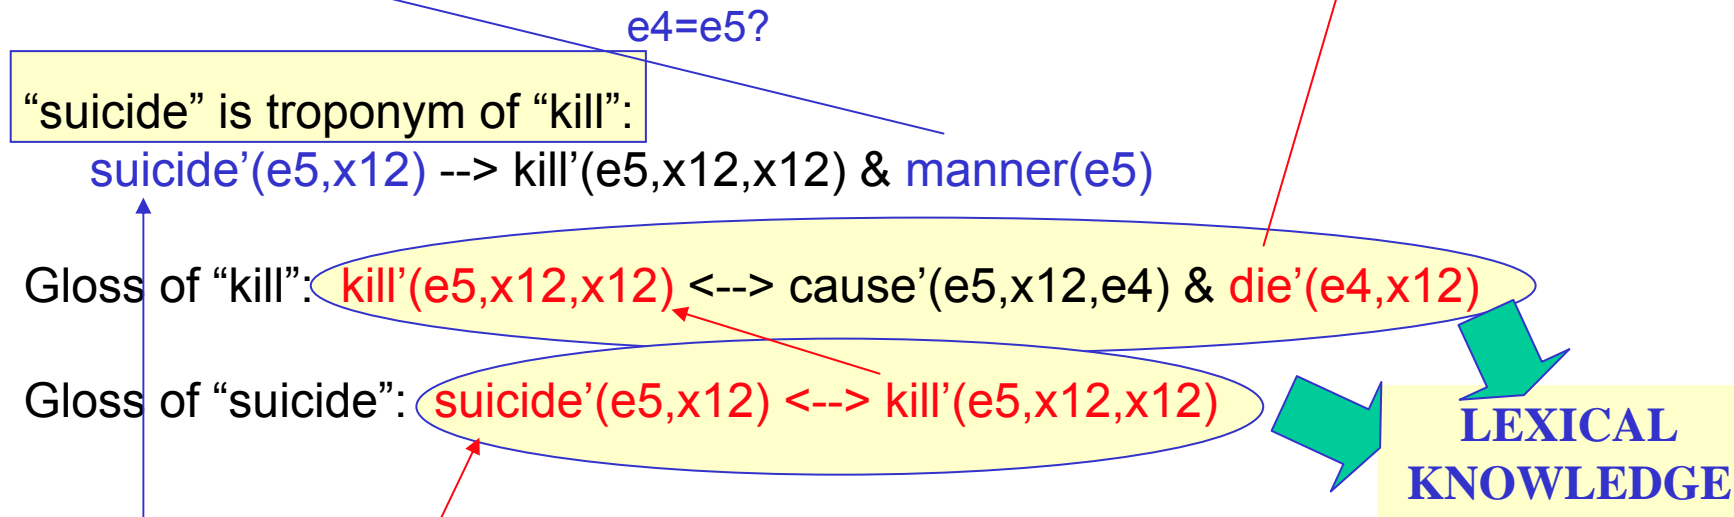 e4=e5?
“suicide” is troponym of “kill”:
suicide’(e5,x12) --> kill’(e5,x12,x12) & manner(e5)
Gloss of “kill”: kill’(e5,x12,x12) <--> cause’(e5,x12,e4) & die’(e4,x12)
Gloss of “suicide”: suicide’(e5,x12) <--> kill’(e5,x12,x12)
LEXICAL
KNOWLEDGE